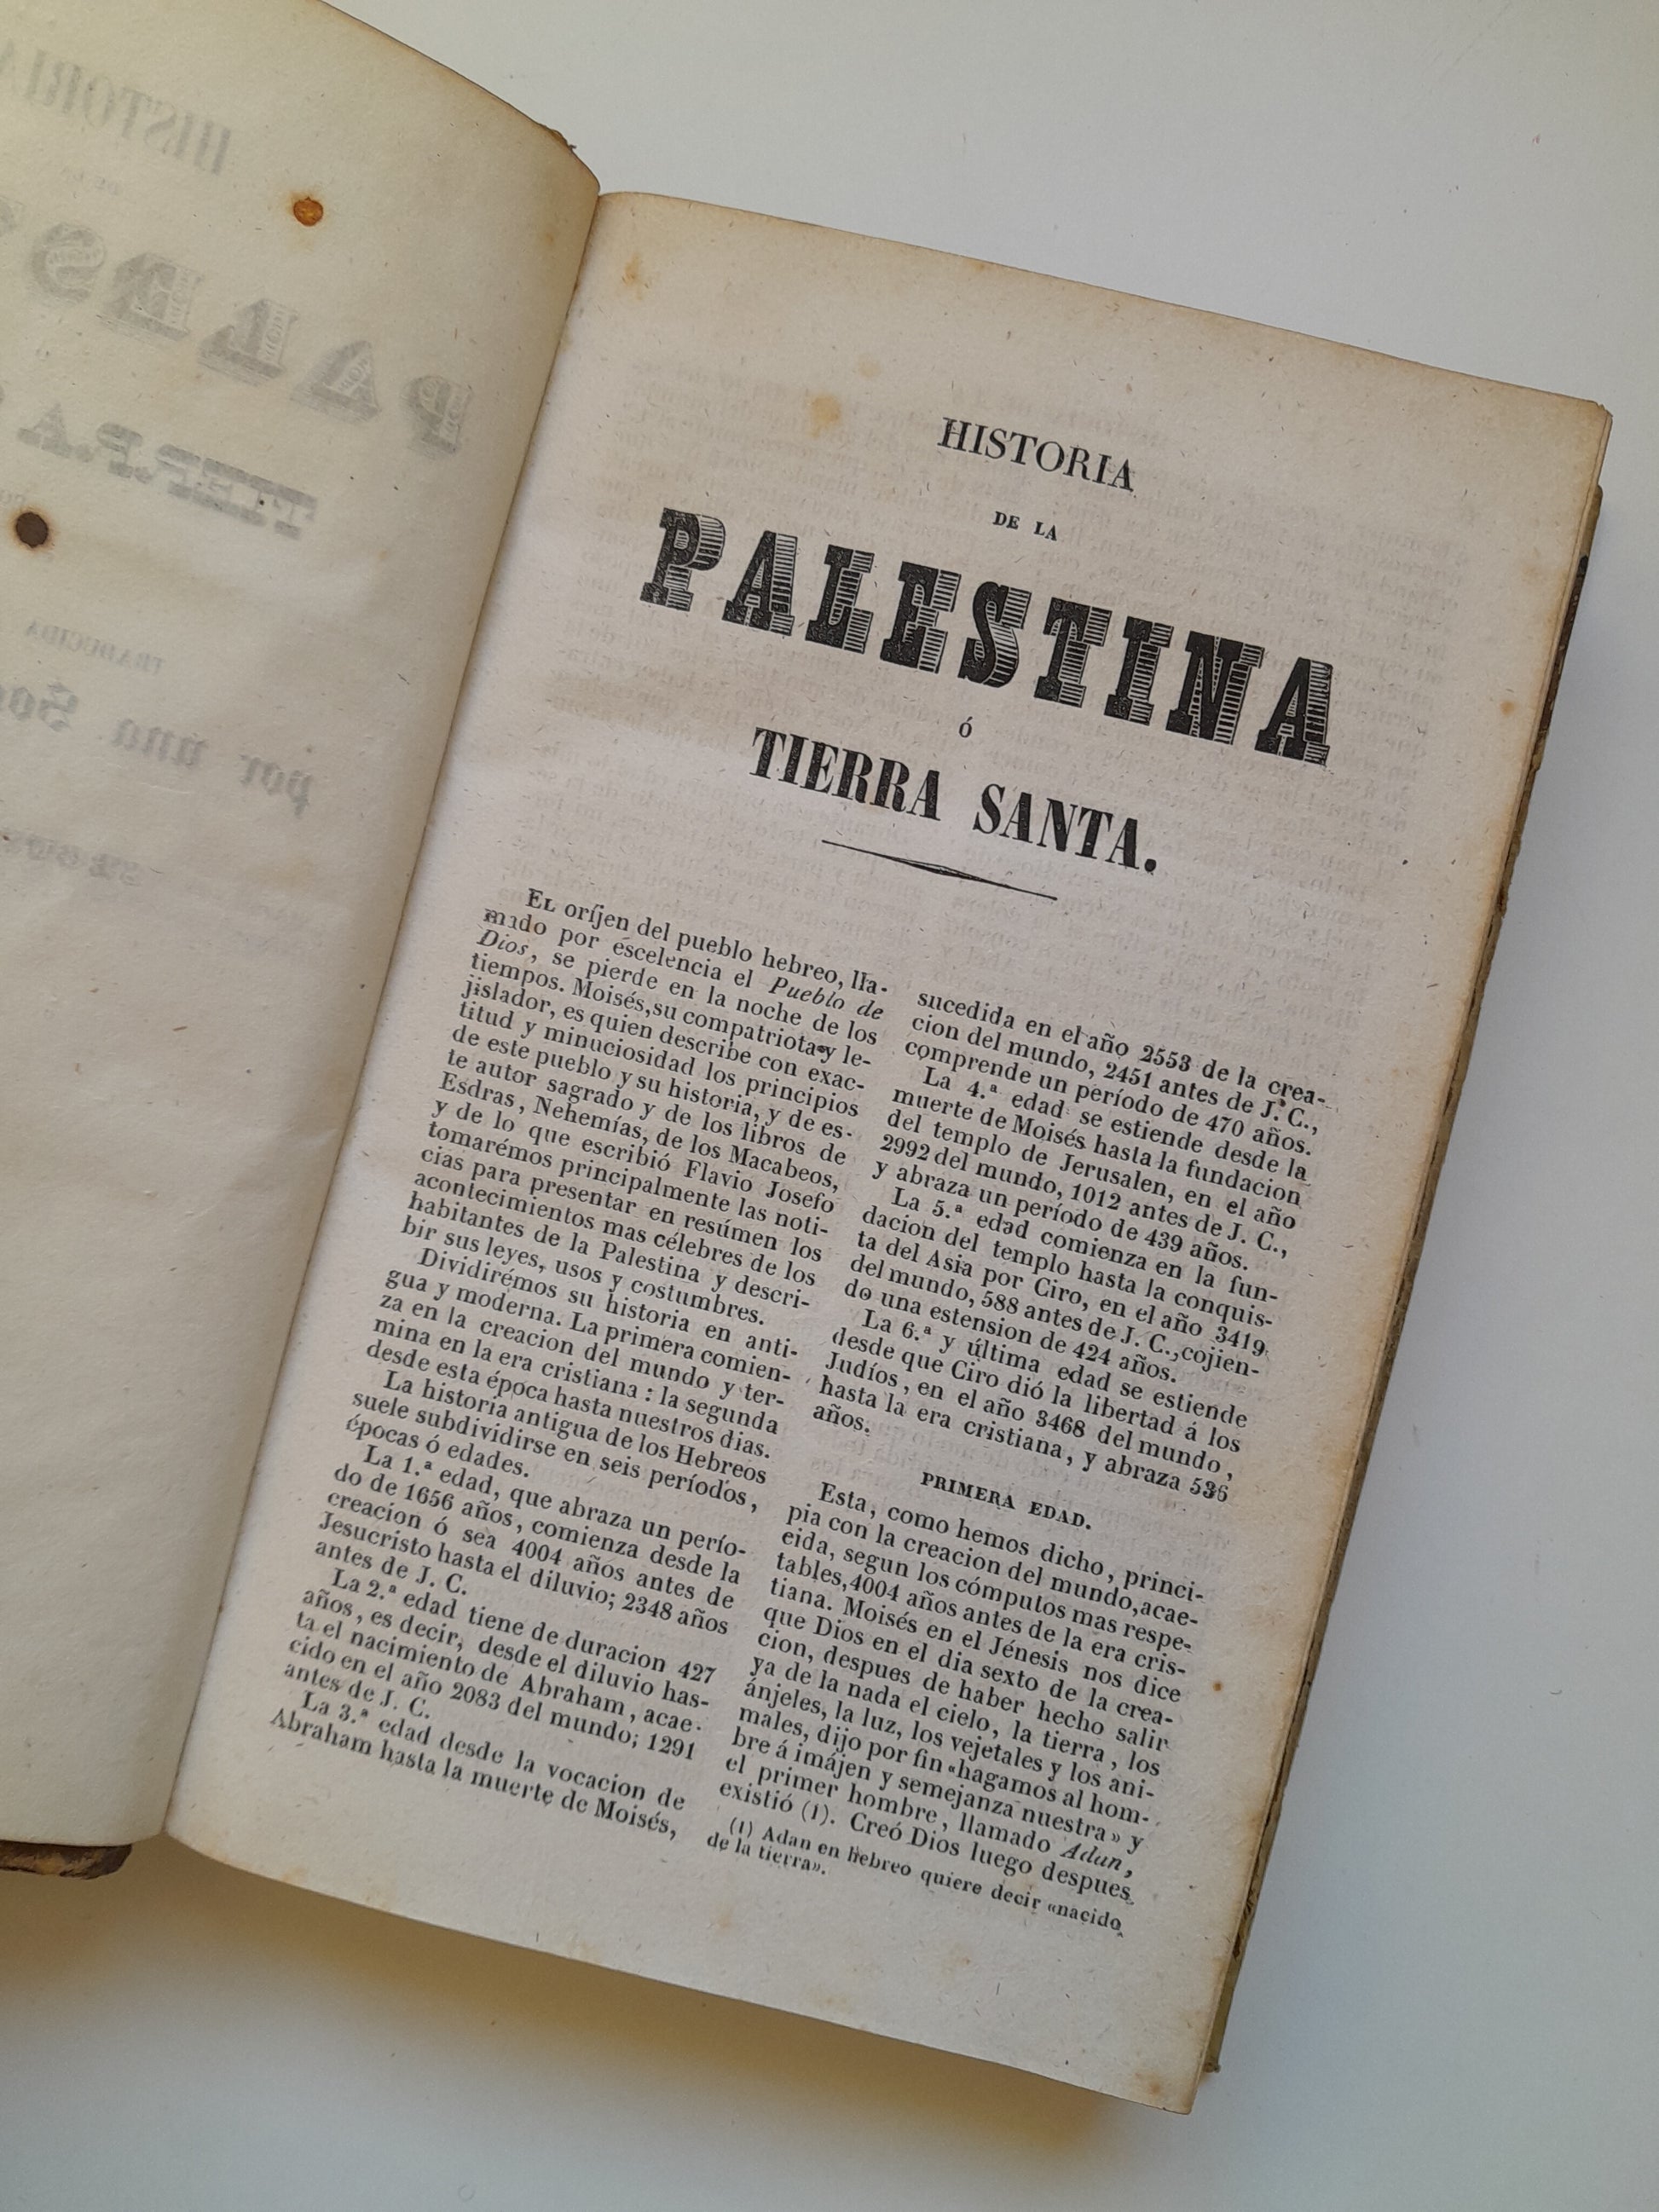 HISTORIA
DE LA
PALESTINA
Ó
TIERRA SANTA.
EL oríjen del pueblo hebreo, lla-
mado por escelencia el Pueblo de
Dios, se pierde en la noche de los
tiempos. Moisés, su compatriota y le-
jislador, es quien describe con exac-
titud y minuciosidad los principios
de este pueblo y su historia, y de es-
te autor sagrado y de los libros de
Esdras, Nehemías, de los Macabeos,
y de lo que escribió Flavio Josefo
tomarémos principalmente las noti-
cias para presentar en resúmen los
acontecimientos mas célebres de los
habitantes de la Palestina y descri-
bir sus leyes, usos y costumbres.
Dividirémos su historia en anti-
gua y moderna. La primera comien-
za en la creacion del mundo y ter-
mina en la era cristiana: la segunda
desde esta época hasta nuestros dias.
La historia antigua de los Hebreos
suele subdividirse en seis períodos,
épocas ó edades.
La 1.ª edad, que abraza un perío-
do de 1656 años, comienza desde la
creacion ó sea 4004 años antes de
Jesucristo hasta el diluvio; 2348 años
antes de J. C.
La 2.ª edad tiene de duracion 427
años, es decir, desde el diluvio has-
ta el nacimiento de Abraham, acae-
cido en el año 2083 del mundo; 1291
antes de J. C.
La 3.ª edad desde la vocacion de
Abraham hasta la muerte de Moisés,
sucedida en el año 2553 de la crea-
cion del mundo, 2451 antes de J. C.,
comprende un período de 470 años.
La 4.ª edad se estiende desde la
muerte de Moisés hasta la fundacion
del templo de Jerusalen, en el año
2992 del mundo, 1012 antes de J. C.,
y abraza un período de 439 años.
La 5.ª edad comienza en la fun-
dacion del templo hasta la conquis-
ta del Asia por Ciro, en el año 3419
del mundo, 588 antes de J. C., cojien-
do una estension de 424 años.
La 6.ª y última edad se estiende
desde que Ciro dió la libertad á los
Judíos, en el año 3468 del mundo,
hasta la era cristiana, y abraza 536
años.
PRIMERA EDAD.
Esta, como hemos dicho, princi-
pia con la creacion del mundo, acae-
eida, segun los cómputos mas respe-
tables, 4004 años antes de la era cris-
tiana. Moisés en el Jénesis nos dice
que Dios en el dia sexto de la crea-
cion, despues de haber hecho salir
ya de la nada el cielo, la tierra, los
ánjeles, la luz, los vejetales y los ani-
males, dijo por fin «hagamos al hom-
bre á imájen y semejanza nuestra» y
el primer hombre, llamado Adan,
existió (1). Creó Dios luego despues
(1) Adan en hebreo quiere decir «nacido
de la tierra».